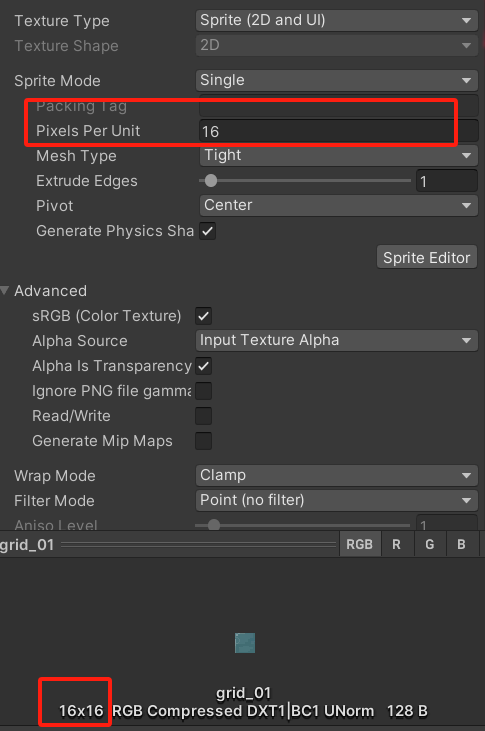 Texture Type Sprite (2D and UI)
Texture Shape 2D
Sprite Mode Single
Packing Tag
Pixels Per Unit 16
Mesh Type Tight
Extrude Edges 1
Pivot Center
Generate Physics Sha
Sprite Editor
Advanced
sRGB (Color Texture)
Alpha Source Input Texture Alpha
Alpha Is Transparency
Ignore PNG file gamma
Read/Write
Generate Mip Maps
Wrap Mode Clamp
Filter Mode Point (no filter)
Aniso Level 1
grid_01 RGB R G B
grid_01
16x16 RGB Compressed DXT1|BC1 UNorm 128 B